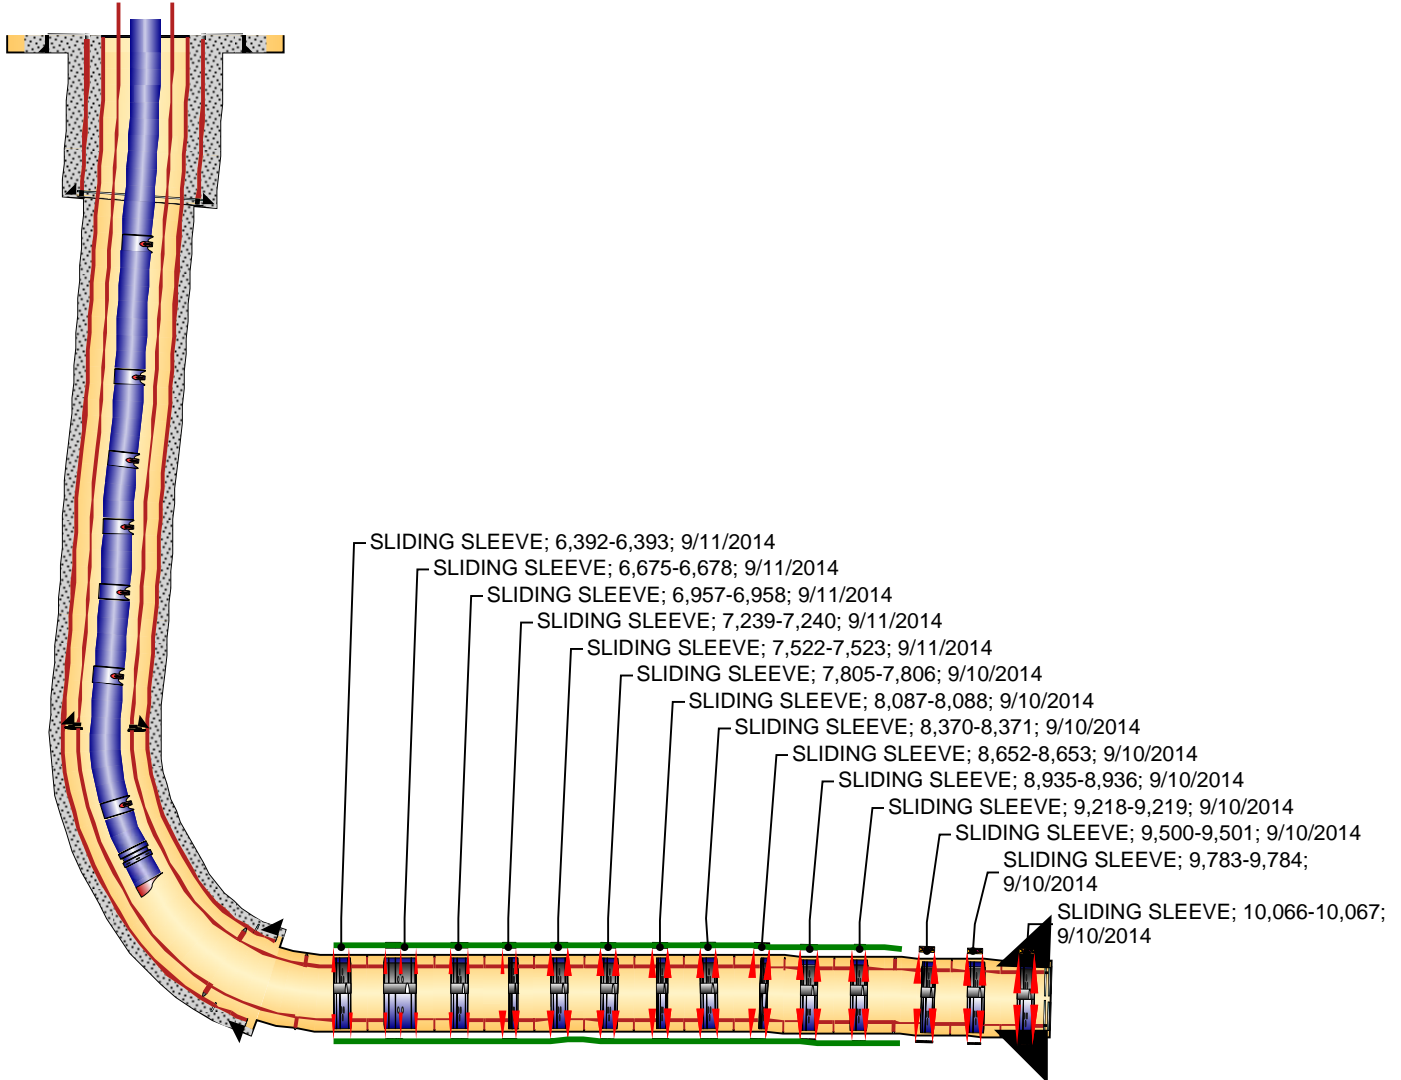 SLIDING SLEEVE; 6,392-6,393; 9/11/2014
SLIDING SLEEVE; 6,675-6,678; 9/11/2014
SLIDING SLEEVE; 6,957-6,958; 9/11/2014
SLIDING SLEEVE; 7,239-7,240; 9/11/2014
SLIDING SLEEVE; 7,522-7,523; 9/11/2014
SLIDING SLEEVE; 7,805-7,806; 9/10/2014
SLIDING SLEEVE; 8,087-8,088; 9/10/2014
SLIDING SLEEVE; 8,370-8,371; 9/10/2014
SLIDING SLEEVE; 8,652-8,653; 9/10/2014
SLIDING SLEEVE; 8,935-8,936; 9/10/2014
SLIDING SLEEVE; 9,218-9,219; 9/10/2014
SLIDING SLEEVE; 9,500-9,501; 9/10/2014
SLIDING SLEEVE; 9,783-9,784;
9/10/2014
SLIDING SLEEVE; 10,066-10,067;
9/10/2014